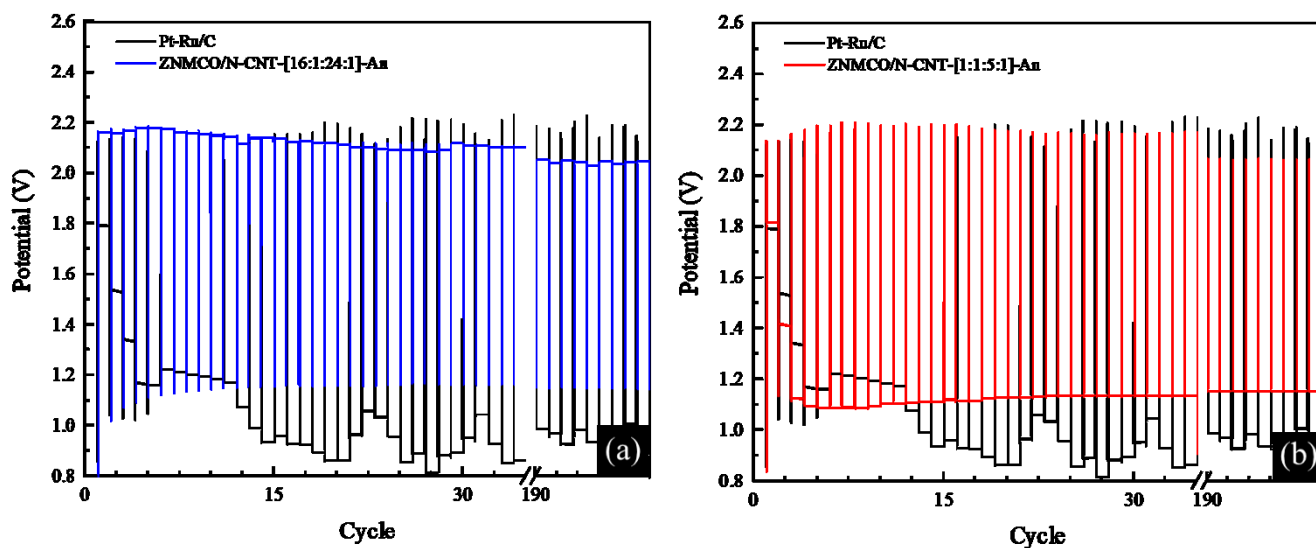 2.6
2.4
2.2
2.0
1.8
1.6
1.4
1.2
1.0
0.8
Potential (V)
Pt-Ru/C
ZNMCO/N-CNT-[16:1:24:1]-An
0
15
30
190
Cycle
(a)
2.6
2.4
2.2
2.0
1.8
1.6
1.4
1.2
1.0
0.8
Potential (V)
Pt-Ru/C
ZNMCO/N-CNT-[1:1:5:1]-An
0
15
30
190
Cycle
(b)